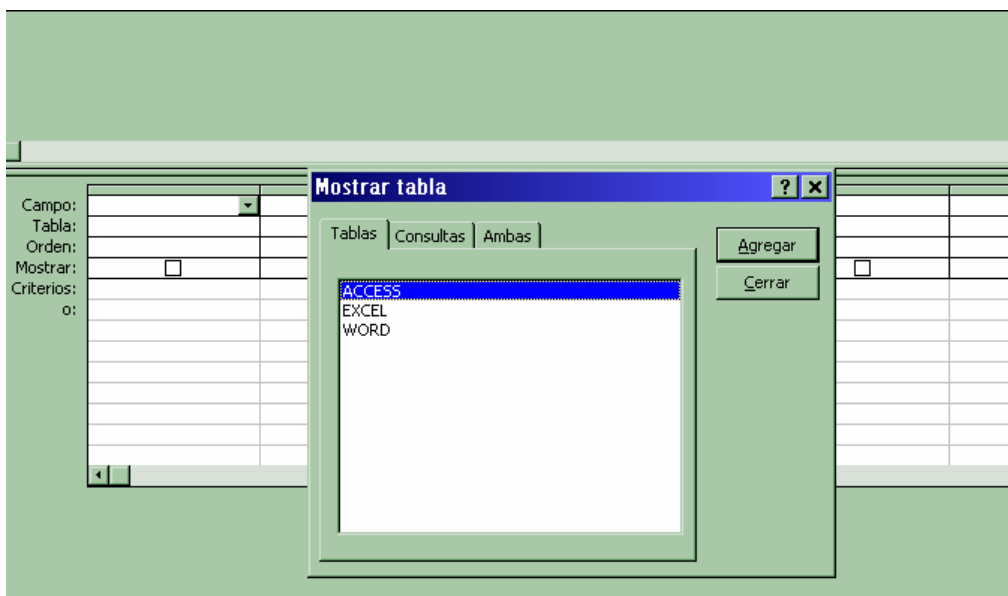 Mostrar tabla
Campo:
Tabla:
Orden:
Mostrar:
Criterios:
o:
Tablas Consultas Ambas
ACCESS
EXCEL
WORD
Agregar
Cerrar